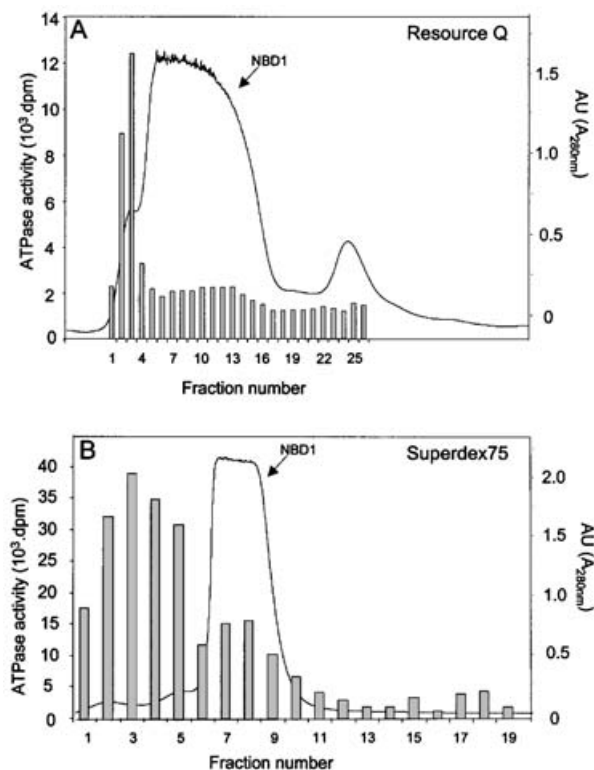 A
Resource Q
NBD1
ATPase activity (10³.dpm)
14
12
10
8
6
4
2
0
AU (A280nm)
1.5
1.0
0.5
0
1 4 7 10 13 16 19 22 25
Fraction number
B
Superdex75
NBD1
ATPase activity (10³.dpm)
40
35
30
25
20
15
10
5
0
AU (A280nm)
2.0
1.5
1.0
0.5
0
1 3 5 7 9 11 13 15 17 19
Fraction number